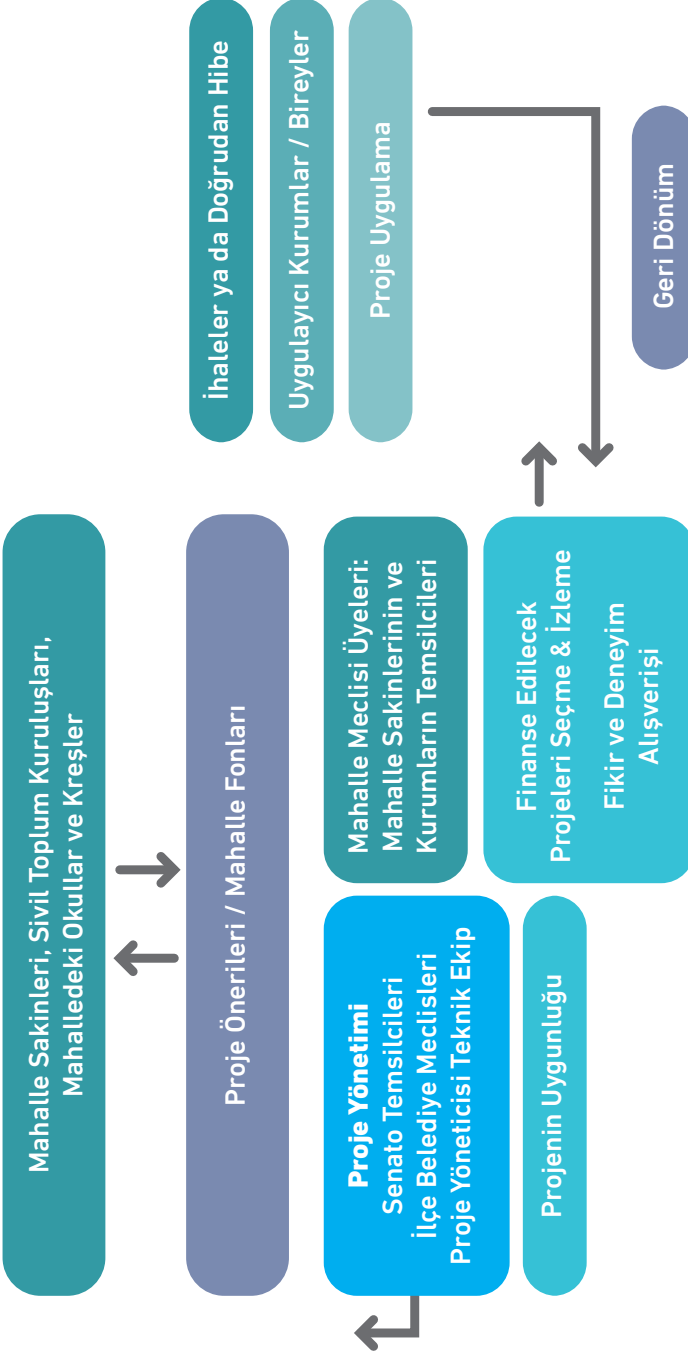 Mahalle Sakinleri, Sivil Toplum Kuruluşları,
Mahalledeki Okullar ve Kreşler
Proje Önerileri / Mahalle Fonları
Proje Yönetimi
Senato Temsilcileri
İlçe Belediye Meclisleri
Proje Yöneticisi Teknik Ekip
Projenin Uygunluğu
Mahalle Meclisi Üyeleri:
Mahalle Sakinlerinin ve
Kurumların Temsilcileri
Finanse Edilecek
Projeleri Seçme & İzleme
Fikir ve Deneyim
Alışverişi
İhaleler ya da Doğrudan Hibe
Uygulayıcı Kurumlar / Bireyler
Proje Uygulama
Geri Dönüm